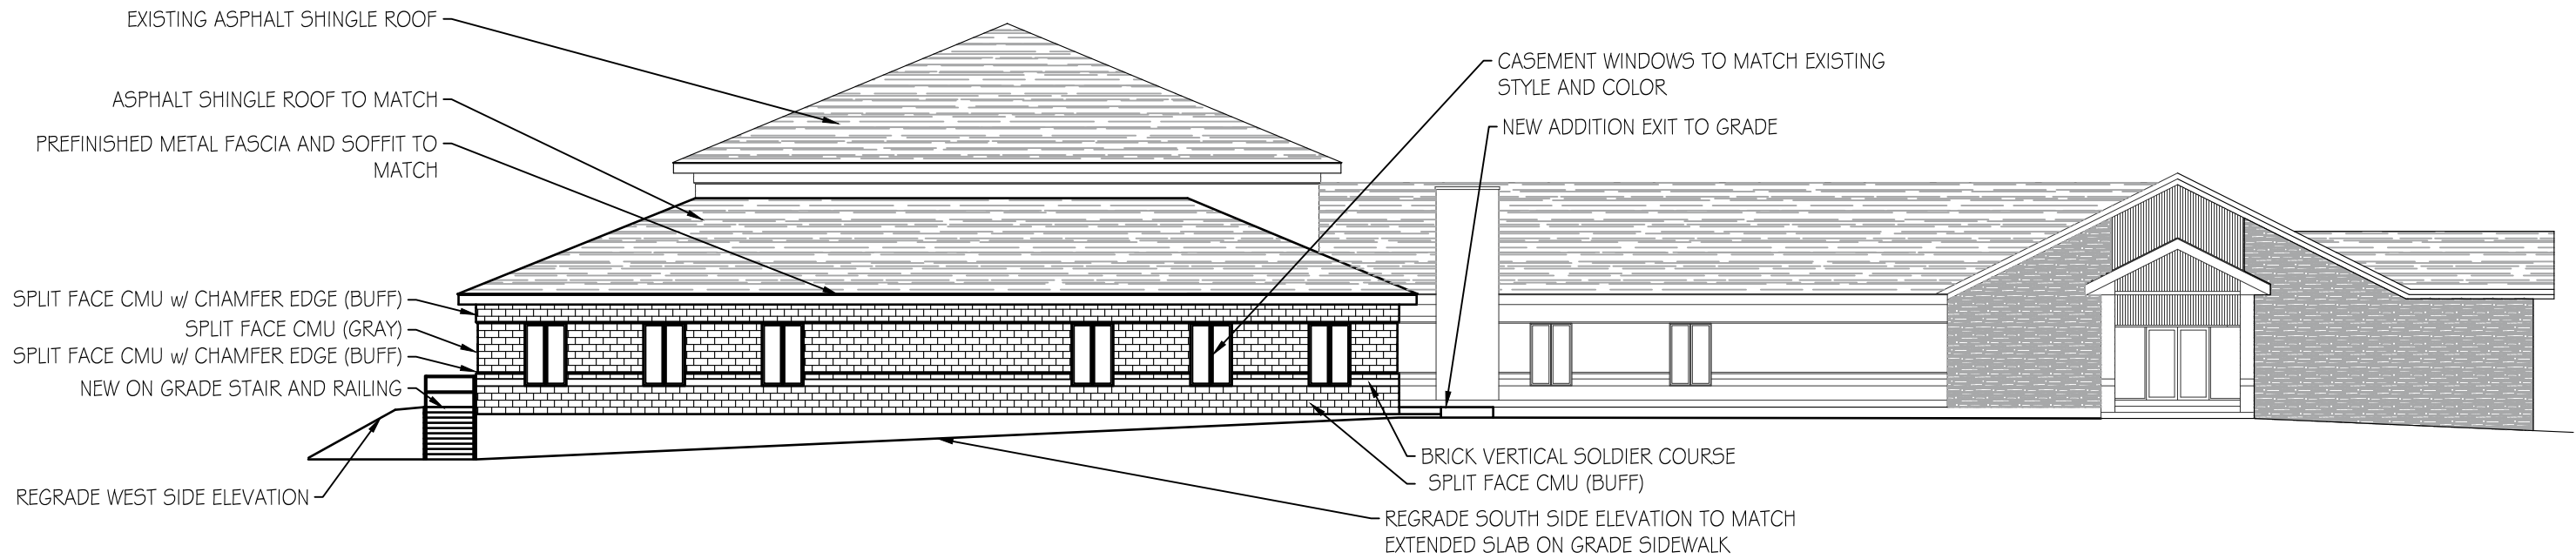 EXISTING ASPHALT SHINGLE ROOF
ASPHALT SHINGLE ROOF TO MATCH
PREFINISHED METAL FASCIA AND SOFFIT TO
MATCH
SPLIT FACE CMU w/ CHAMFER EDGE (BUFF)
SPLIT FACE CMU (GRAY)
SPLIT FACE CMU w/ CHAMFER EDGE (BUFF)
NEW ON GRADE STAIR AND RAILING
REGRADE WEST SIDE ELEVATION
CASEMENT WINDOWS TO MATCH EXISTING
STYLE AND COLOR
NEW ADDITION EXIT TO GRADE
BRICK VERTICAL SOLDIER COURSE
SPLIT FACE CMU (BUFF)
REGRADE SOUTH SIDE ELEVATION TO MATCH
EXTENDED SLAB ON GRADE SIDEWALK